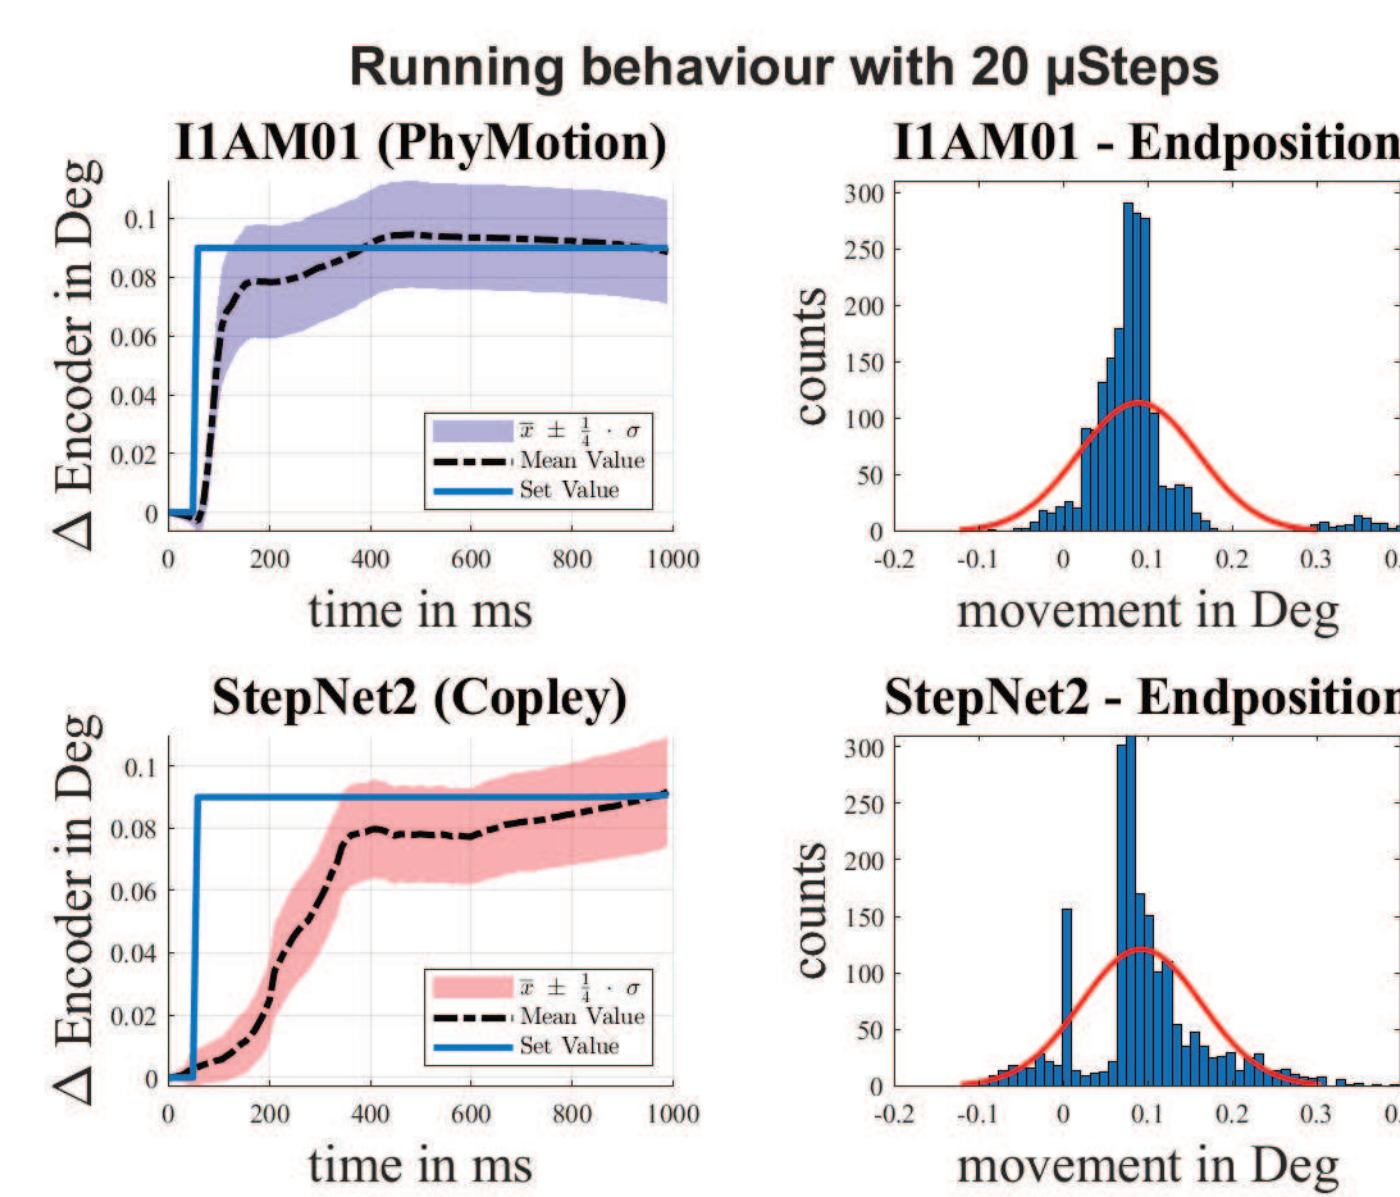 Running behaviour with 20 µSteps
I1AM01 (PhyMotion)
Δ Encoder in Deg
0.1
0.08
0.06
0.04
0.02
0
x̅ ± 1/4 · σ
Mean Value
Set Value
0 200 400 600 800 1000
time in ms
I1AM01 - Endposition
counts
300
250
200
150
100
50
0
-0.2 -0.1 0 0.1 0.2 0.3 0.
movement in Deg
StepNet2 (Copley)
Δ Encoder in Deg
0.1
0.08
0.06
0.04
0.02
0
x̅ ± 1/4 · σ
Mean Value
Set Value
0 200 400 600 800 1000
time in ms
StepNet2 - Endposition
counts
300
250
200
150
100
50
0
-0.2 -0.1 0 0.1 0.2 0.3 0.
movement in Deg